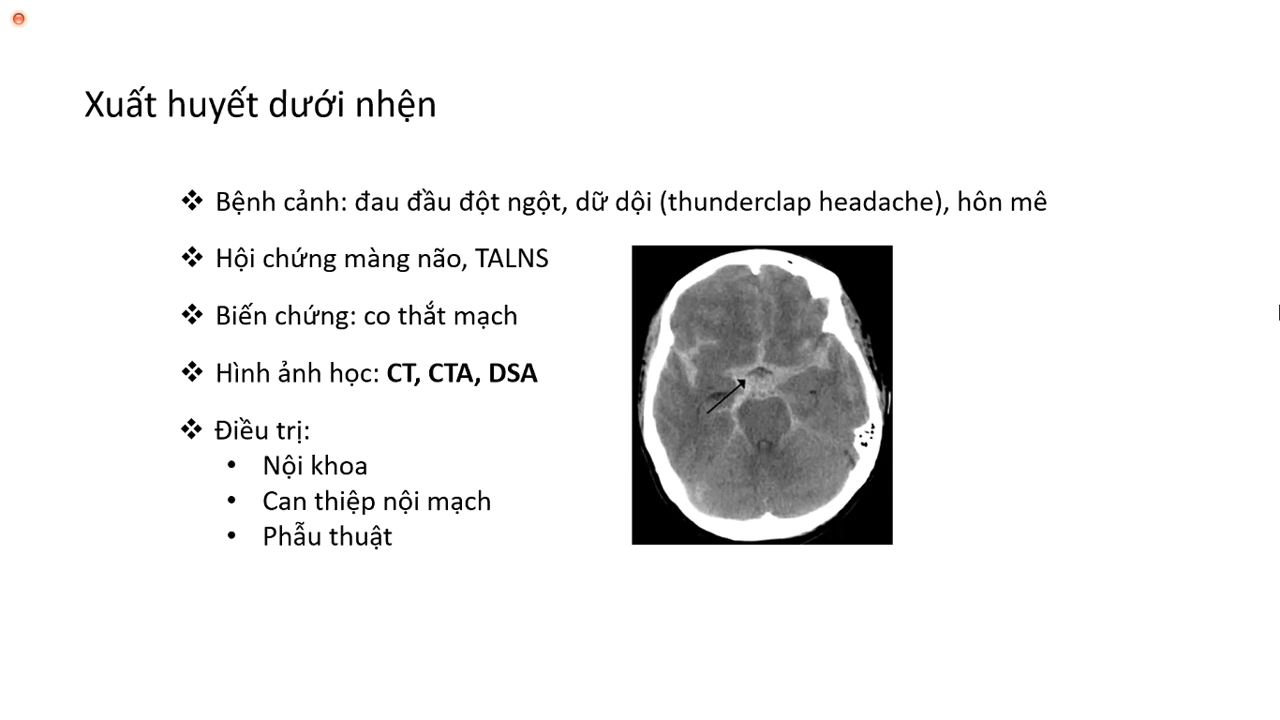 Xuất huyết dưới nhện
❖ Bệnh cảnh: đau đầu đột ngột, dữ dội (thunderclap headache), hôn mê
❖ Hội chứng màng não, TALNS
❖ Biến chứng: co thắt mạch
❖ Hình ảnh học: CT, CTA, DSA
❖ Điều trị:
• Nội khoa
• Can thiệp nội mạch
• Phẫu thuật